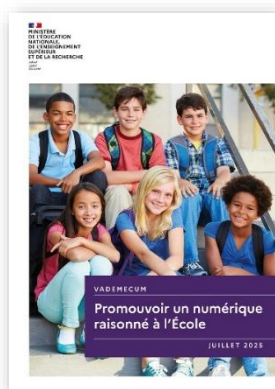 MINISTÈRE
DE L'ÉDUCATION
NATIONALE,
DE L'ENSEIGNEMENT
SUPÉRIEUR
ET DE LA RECHERCHE
VADEMECUM
Promouvoir un numérique
raisonné à l'École
JUILLET 2025